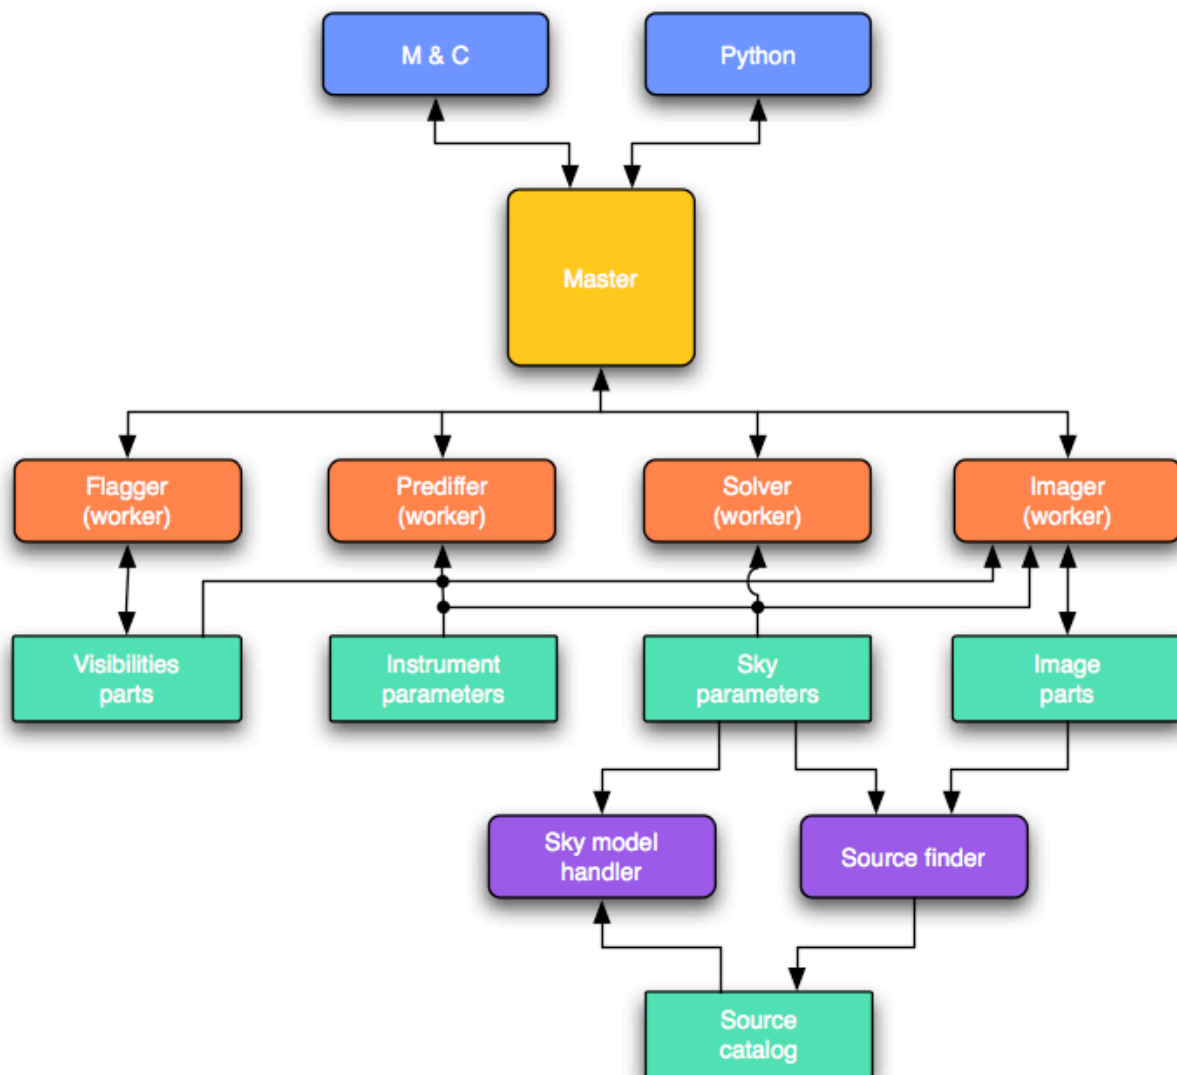 M & C
Python
Master
Flagger
(worker)
Prediffer
(worker)
Solver
(worker)
Imager
(worker)
Visibilities
parts
Instrument
parameters
Sky
parameters
Image
parts
Sky model
handler
Source finder
Source
catalog